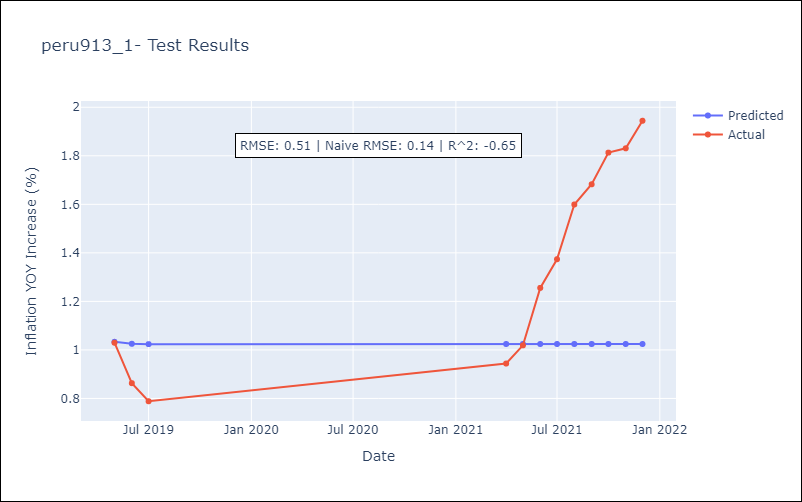 peru913_1- Test Results
RMSE: 0.51 | Naive RMSE: 0.14 | R^2: -0.65
Predicted
Actual
Inflation YOY Increase (%)
2
1.8
1.6
1.4
1.2
1
0.8
Jul 2019
Jan 2020
Jul 2020
Jan 2021
Jul 2021
Jan 2022
Date